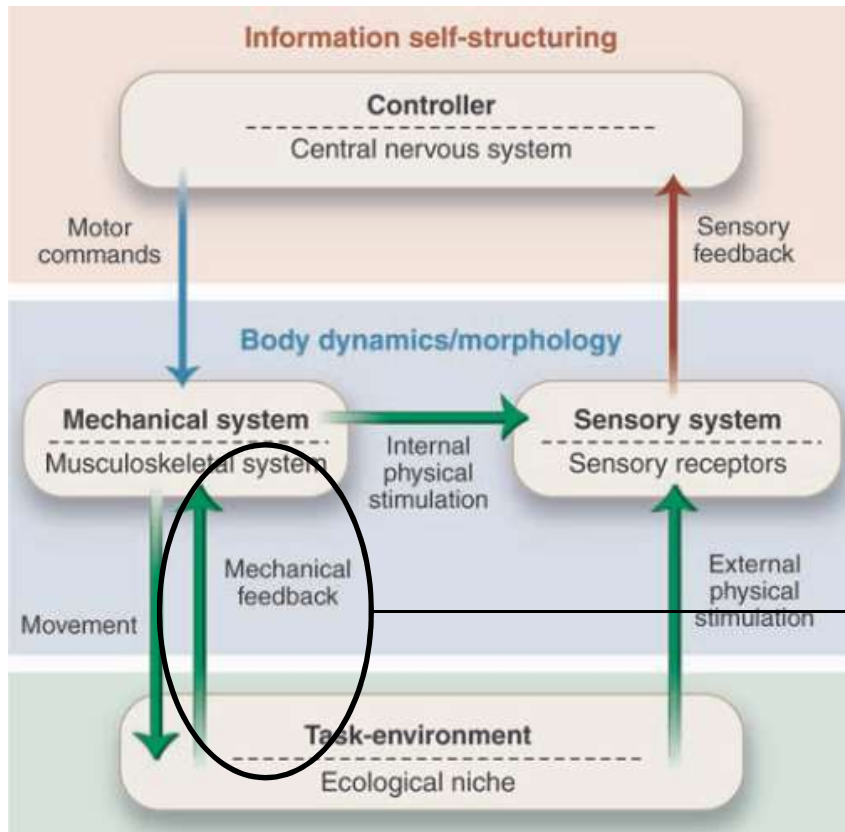 Information self-structuring
Controller
Central nervous system
Motor
commands
Sensory
feedback
Body dynamics/morphology
Mechanical system
Musculoskeletal system
Internal
physical
stimulation
Sensory system
Sensory receptors
Mechanical
feedback
External
physical
stimulation
Movement
Task-environment
Ecological niche